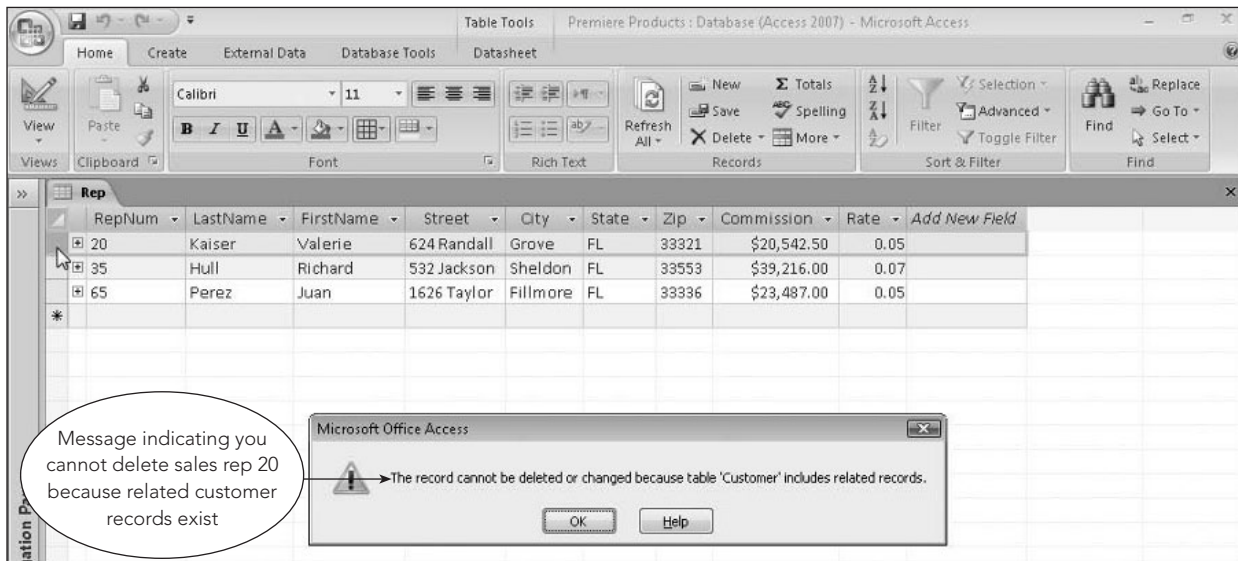 Table Tools
Premiere Products : Database (Access 2007) - Microsoft Access
Home Create External Data Database Tools Datasheet
View
Paste
Calibri 11
B I U A
Refresh All
New
Save
Delete
Σ Totals
Spelling
More
Filter
Selection
Advanced
Toggle Filter
Find
Replace
Go To
Select
Views Clipboard Font Rich Text Records Sort & Filter Find
Rep
RepNum LastName FirstName Street City State Zip Commission Rate Add New Field
20 Kaiser Valerie 624 Randall Grove FL 33321 $20,542.50 0.05
35 Hull Richard 532 Jackson Sheldon FL 33553 $39,216.00 0.07
65 Perez Juan 1626 Taylor Fillmore FL 33336 $23,487.00 0.05
Message indicating you
cannot delete sales rep 20
because related customer
records exist
Microsoft Office Access
The record cannot be deleted or changed because table 'Customer' includes related records.
OK Help